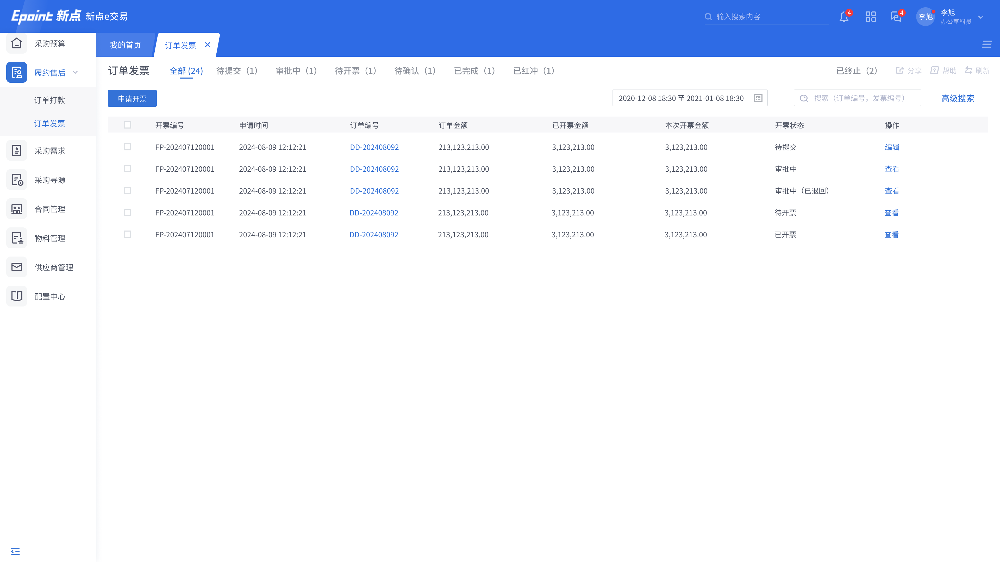 Epoint 新点 新点e交易
输入搜索内容
4
4
李旭
李旭
办公室科员
采购预算
履约售后
订单打款
订单发票
采购需求
采购寻源
合同管理
物料管理
供应商管理
配置中心
我的首页
订单发票
订单发票 全部 (24) 待提交（1） 审批中（1） 待开票（1） 待确认（1） 已完成（1） 已红冲（1） 已终止（2） 分享 帮助 刷新
申请开票 2020-12-08 18:30 至 2021-01-08 18:30 搜索（订单编号，发票编号） 高级搜索
开票编号 申请时间 订单编号 订单金额 已开票金额 本次开票金额 开票状态 操作
FP-202407120001 2024-08-09 12:12:21 DD-202408092 213,123,213.00 3,123,213.00 3,123,213.00 待提交 编辑
FP-202407120001 2024-08-09 12:12:21 DD-202408092 213,123,213.00 3,123,213.00 3,123,213.00 审批中 查看
FP-202407120001 2024-08-09 12:12:21 DD-202408092 213,123,213.00 3,123,213.00 3,123,213.00 审批中（已退回） 查看
FP-202407120001 2024-08-09 12:12:21 DD-202408092 213,123,213.00 3,123,213.00 3,123,213.00 待开票 查看
FP-202407120001 2024-08-09 12:12:21 DD-202408092 213,123,213.00 3,123,213.00 3,123,213.00 已开票 查看